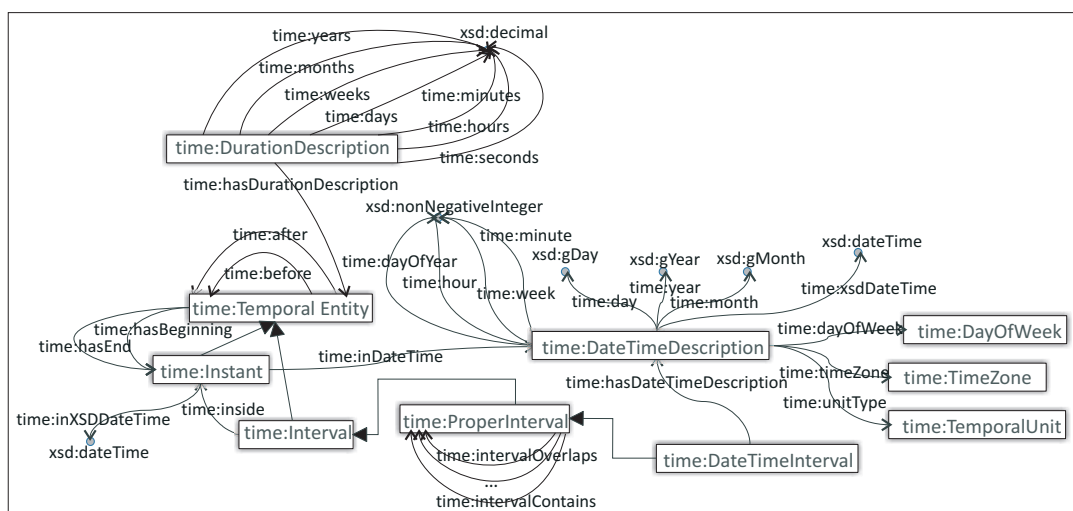 time:years
xsd:decimal
time:months
time:weeks
time:minutes
time:days
time:hours
time:DurationDescription
time:seconds
time:hasDurationDescription
xsd:nonNegativeInteger
time:after
time:minute
xsd:gDay
xsd:gYear
xsd:gMonth
xsd:dateTime
time:dayOfYear
time:before
time:hour
time:week
time:day
time:year
time:month
time:xsdDateTime
time:Temporal Entity
time:hasBeginning
time:hasEnd
time:inDateTime
time:DateTimeDescription
time:dayOfWeek
time:DayOfWeek
time:Instant
time:hasDateTimeDescription
time:timeZone
time:TimeZone
time:unitType
time:inXSDDateTime
time:inside
time:ProperInterval
time:TemporalUnit
time:Interval
xsd:dateTime
time:intervalOverlaps
time:DateTimeInterval
...
time:intervalContains